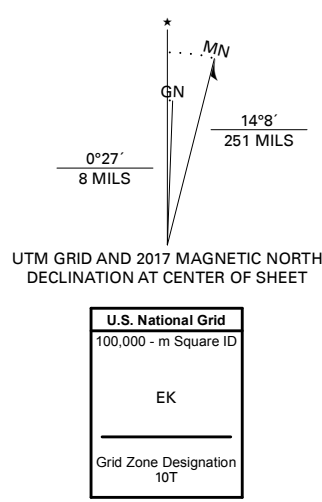 ★
MN
GN
14°8´
251 MILS
0°27´
8 MILS
UTM GRID AND 2017 MAGNETIC NORTH
DECLINATION AT CENTER OF SHEET
U.S. National Grid
100,000 - m Square ID
EK
Grid Zone Designation
10T